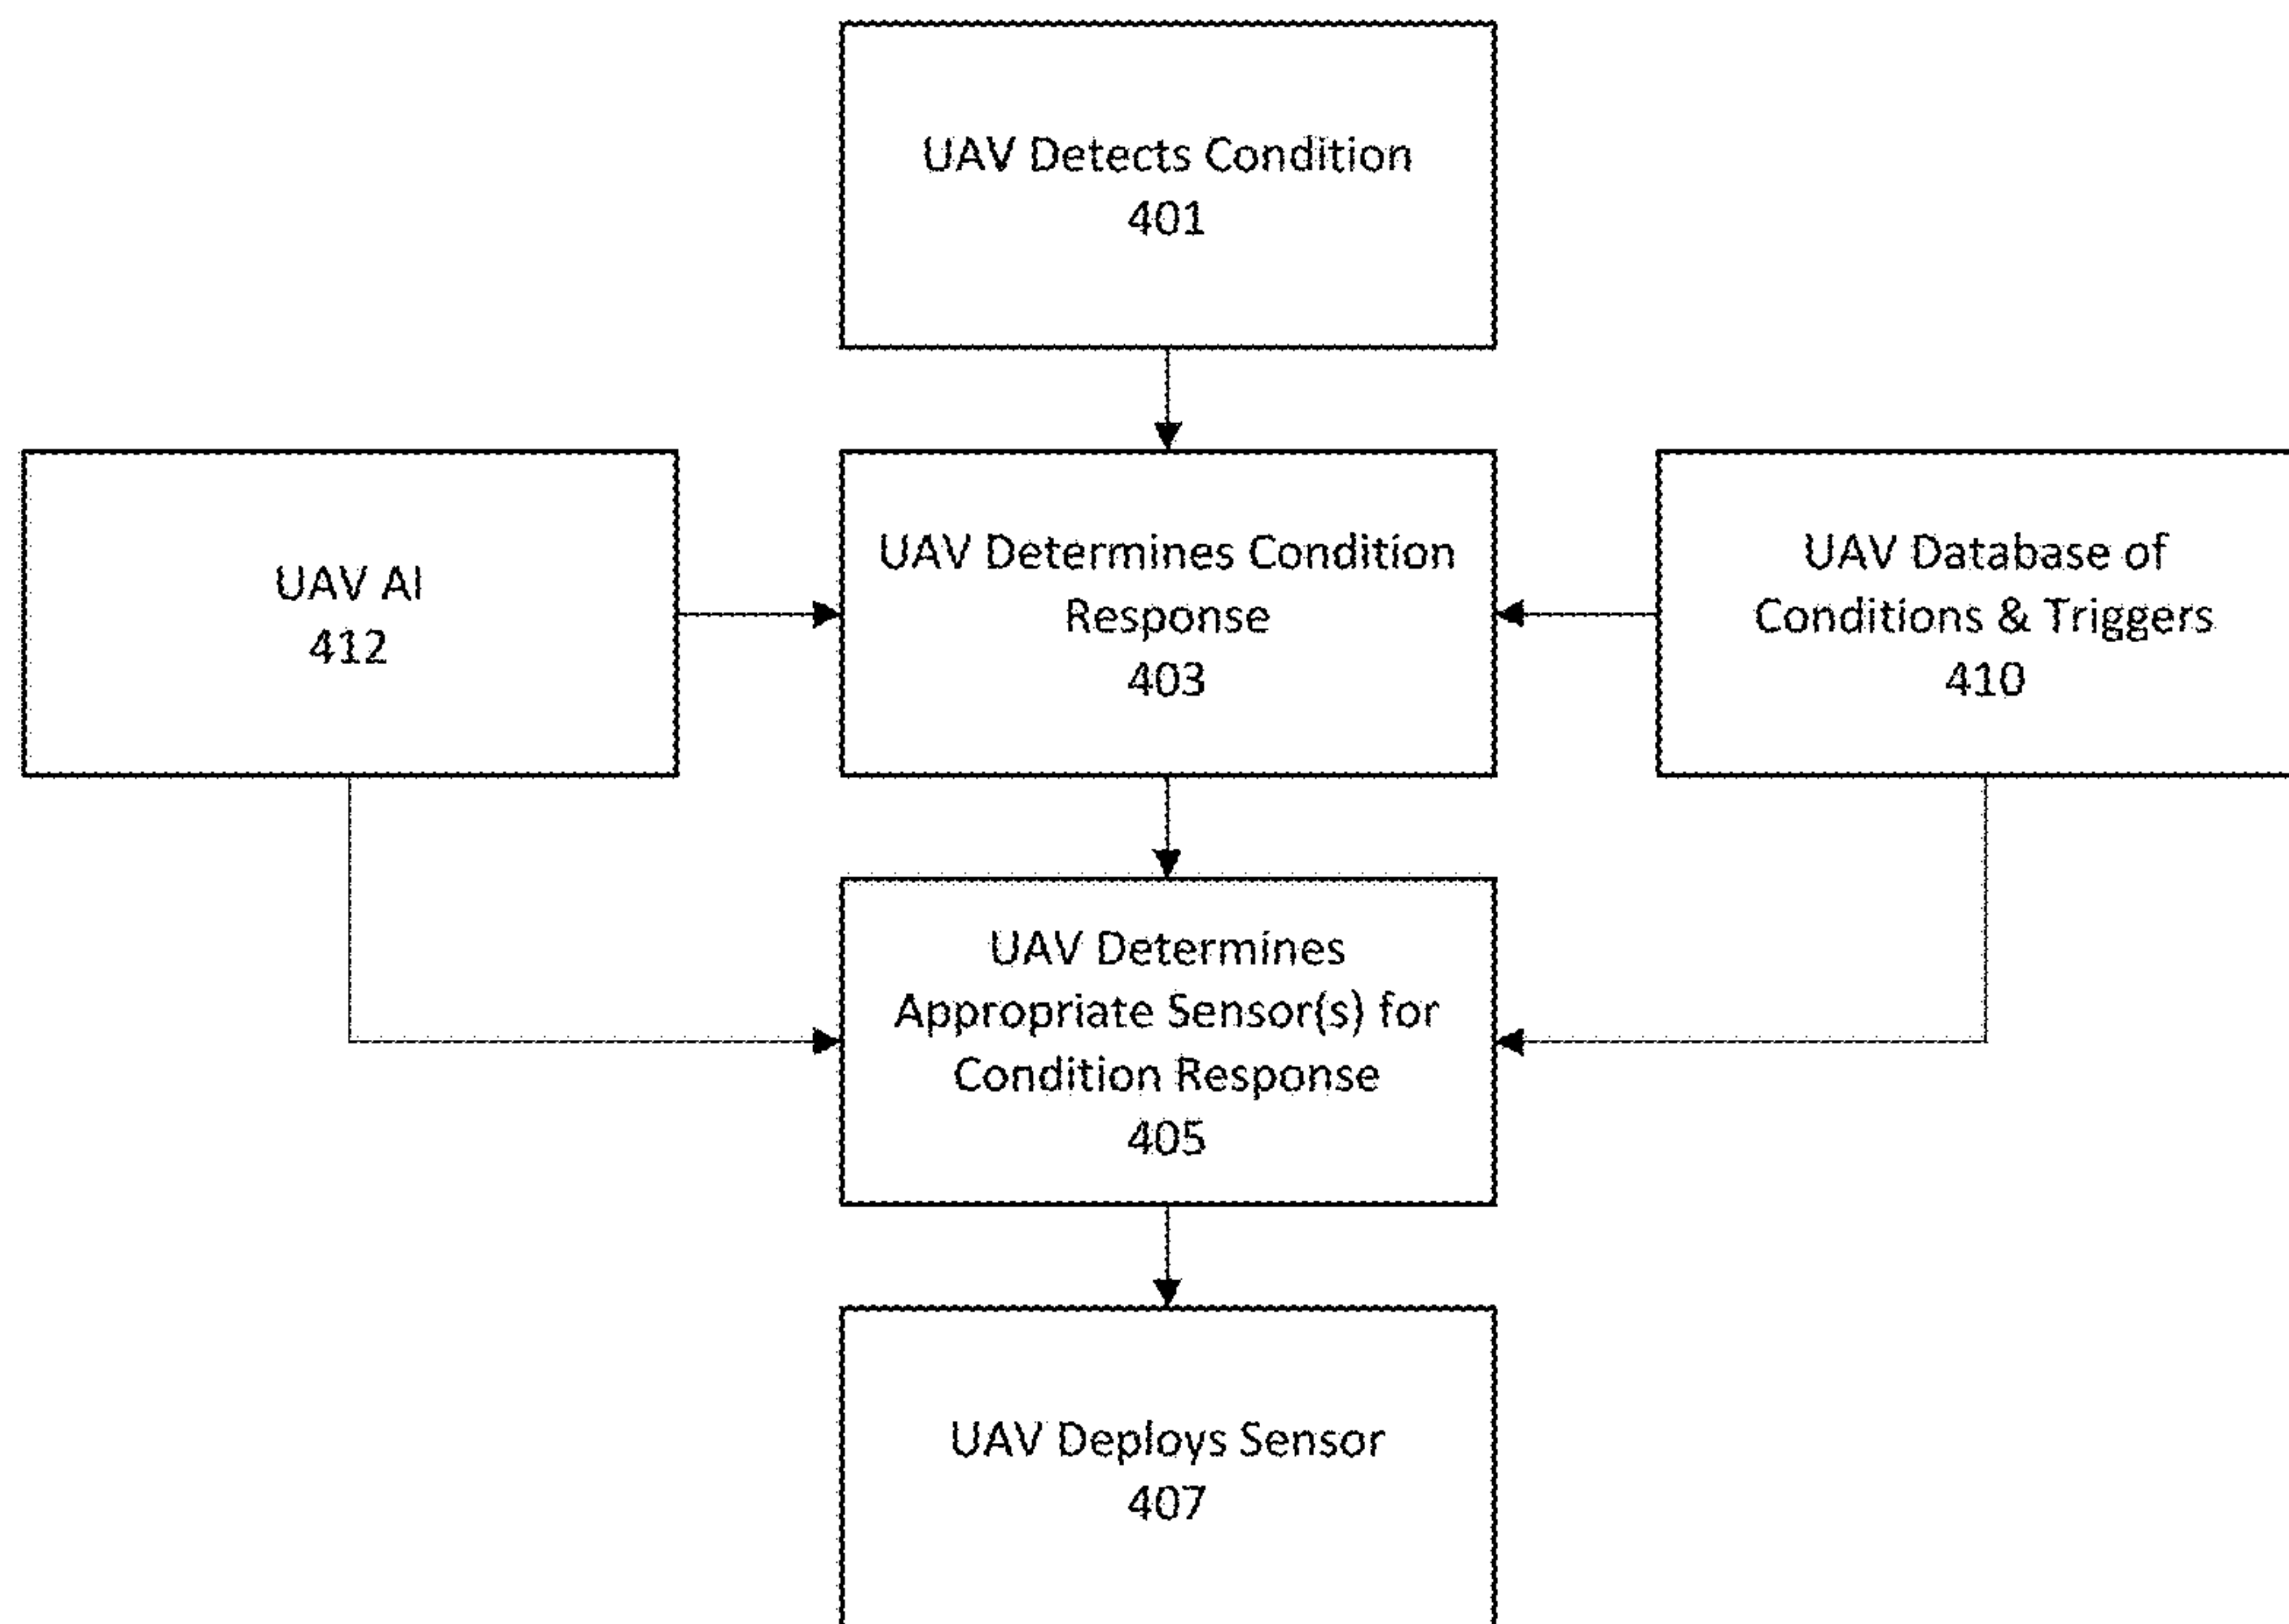 UAV Detects Condition
401
UAV AI
412
UAV Determines Condition
Response
403
UAV Database of
Conditions & Triggers
410
UAV Determines
Appropriate Sensor(s) for
Condition Response
405
UAV Deploys Sensor
407